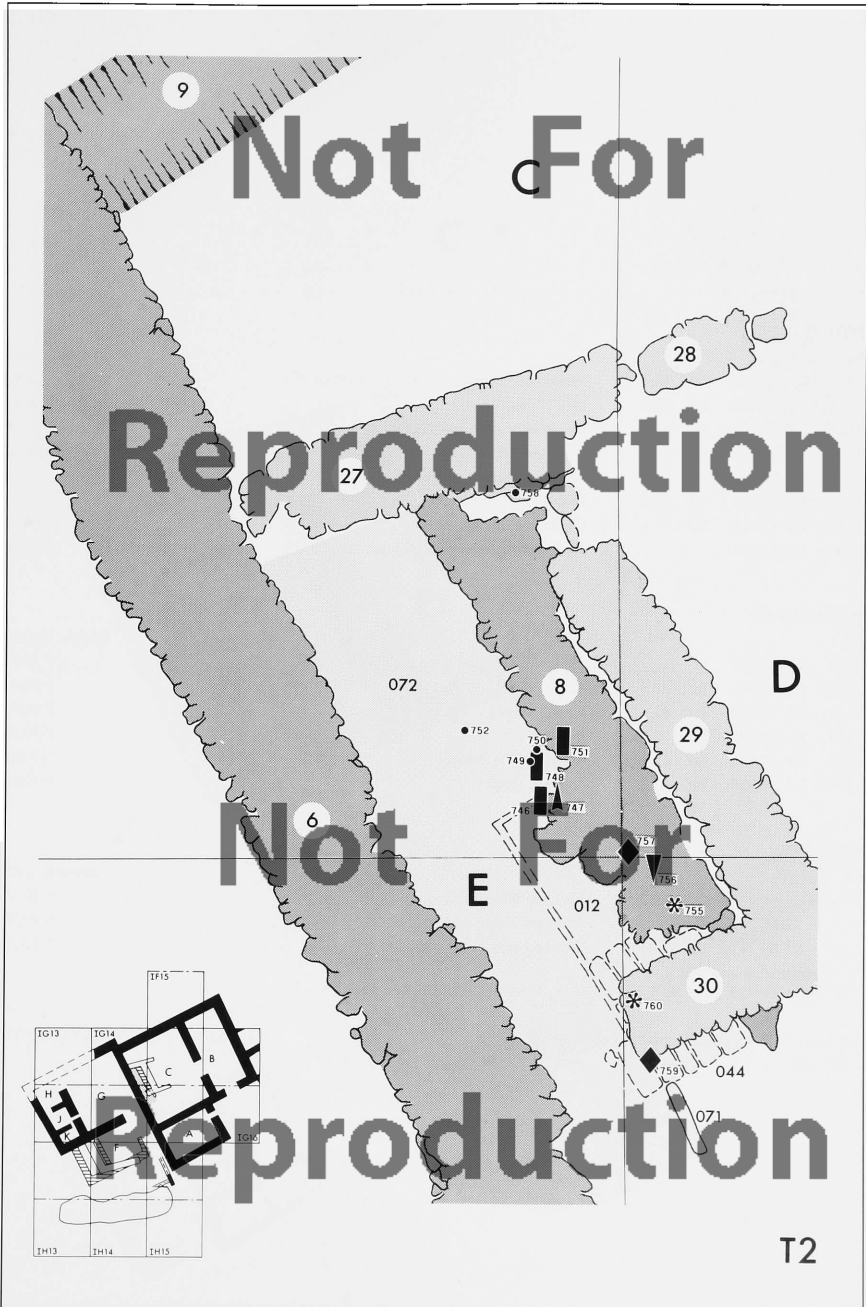 9
Not For
C
28
Reproduction
27
758
072
8
D
752
750
751
29
749
748
746
747
6
Not For
757
756
E
012
755
30
760
759
044
071
IF15
IG13
IG14
C
B
H
G
J
K
F
A
IG16
Reproduction
IH13
IH14
IH15
T2